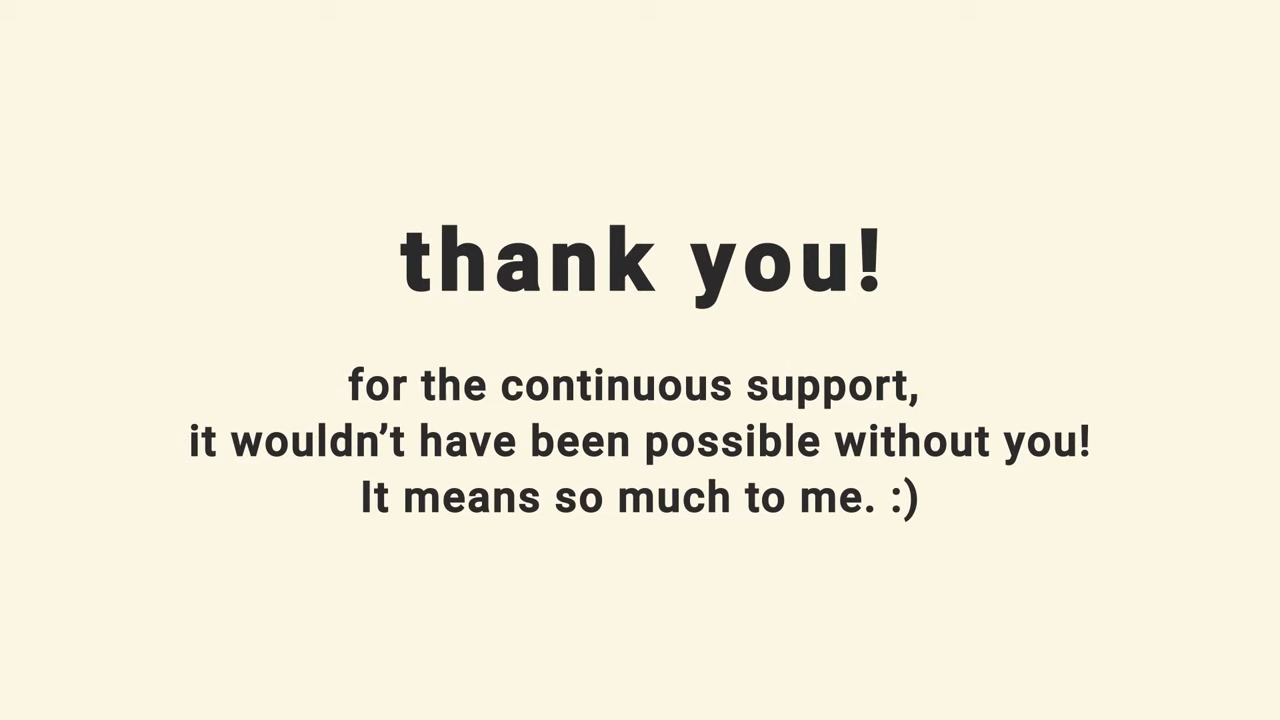 thank you!
for the continuous support,
it wouldn’t have been possible without you!
It means so much to me. :)